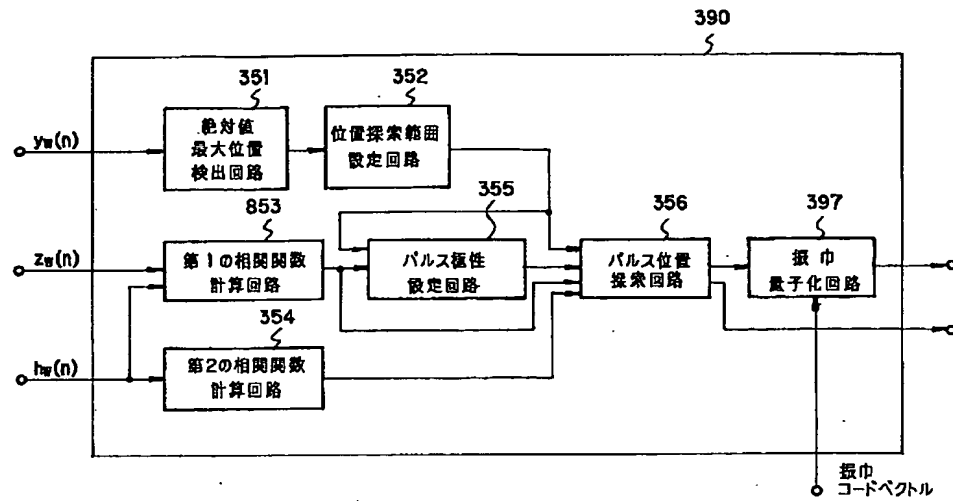 390
351
352
yw(n)
絶対値
最大位置
検出回路
位置探索範囲
設定回路
853
355
356
397
zw(n)
第1の相関関数
計算回路
パルス極性
設定回路
パルス位置
探索回路
振巾
量子化回路
354
hw(n)
第2の相関関数
計算回路
振巾
コードベクトル